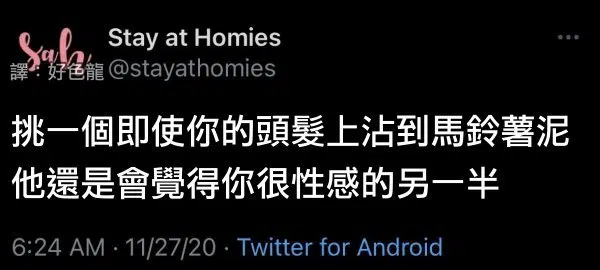 Stay at Homies
Sah
譯：好色龍 @stayathomies
挑一個即使你的頭髮上沾到馬鈴薯泥
他還是會覺得你很性感的另一半
6:24 AM · 11/27/20 · Twitter for Android